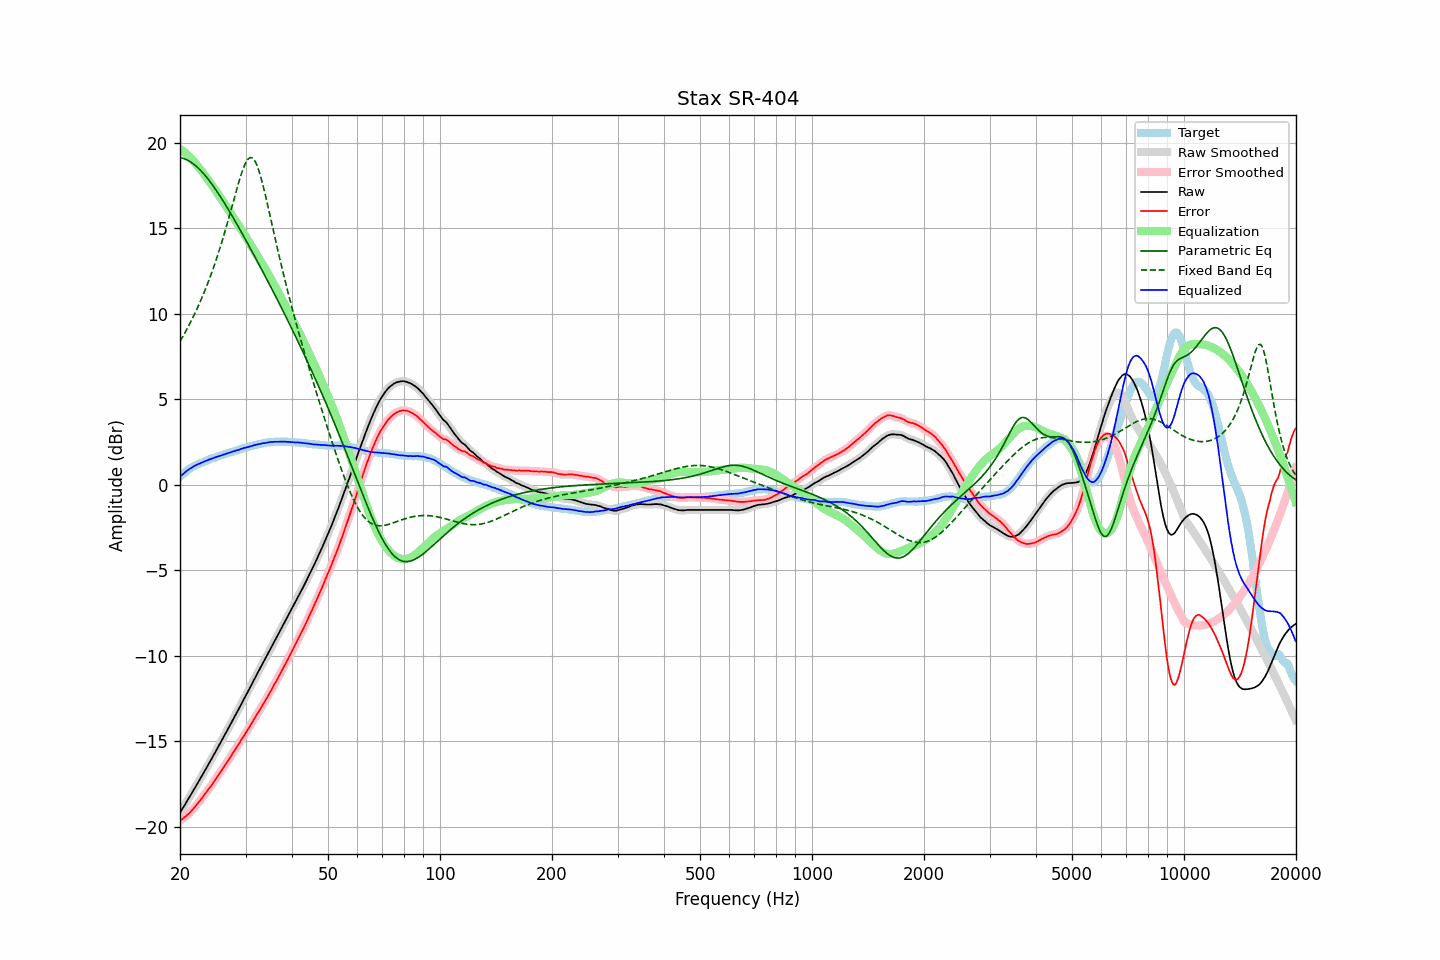 Stax SR-404
Amplitude (dBr)
20
15
10
5
0
−5
−10
−15
−20
Target
Raw Smoothed
Error Smoothed
Raw
Error
Equalization
Parametric Eq
Fixed Band Eq
Equalized
20 50 100 200 500 1000 2000 5000 10000 20000
Frequency (Hz)